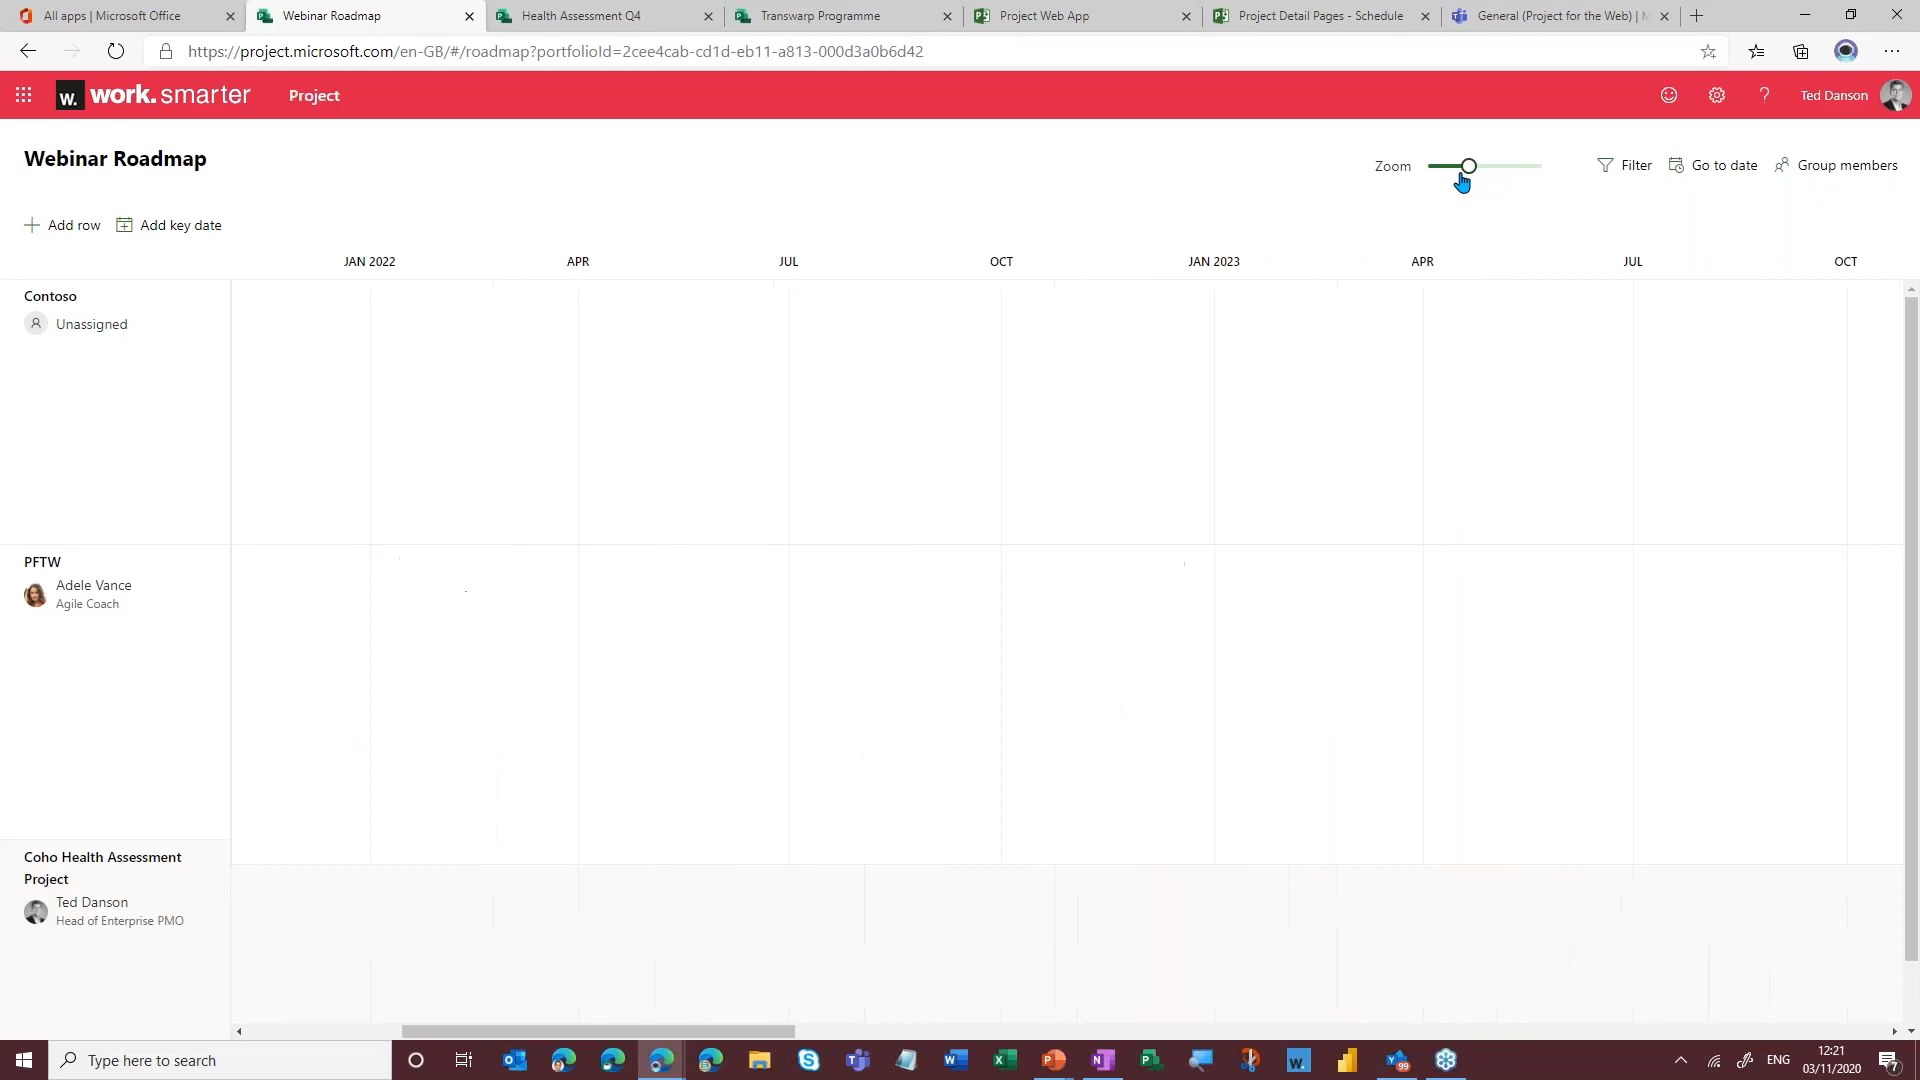 All apps | Microsoft Office
Webinar Roadmap
Health Assessment Q4
Transwarp Programme
Project Web App
Project Detail Pages - Schedule
General (Project for the Web) | M
https://project.microsoft.com/en-GB/#/roadmap?portfolioId=2cee4cab-cd1d-eb11-a813-000d3a0b6d42
w. work. smarter
Project
Ted Danson
Webinar Roadmap
Zoom
Filter
Go to date
Group members
Add row
Add key date
JAN 2022 APR JUL OCT JAN 2023 APR JUL OCT
Contoso
Unassigned
PFTW
Adele Vance
Agile Coach
Coho Health Assessment
Project
Ted Danson
Head of Enterprise PMO
Type here to search
99
ENG
12:21
03/11/2020
7